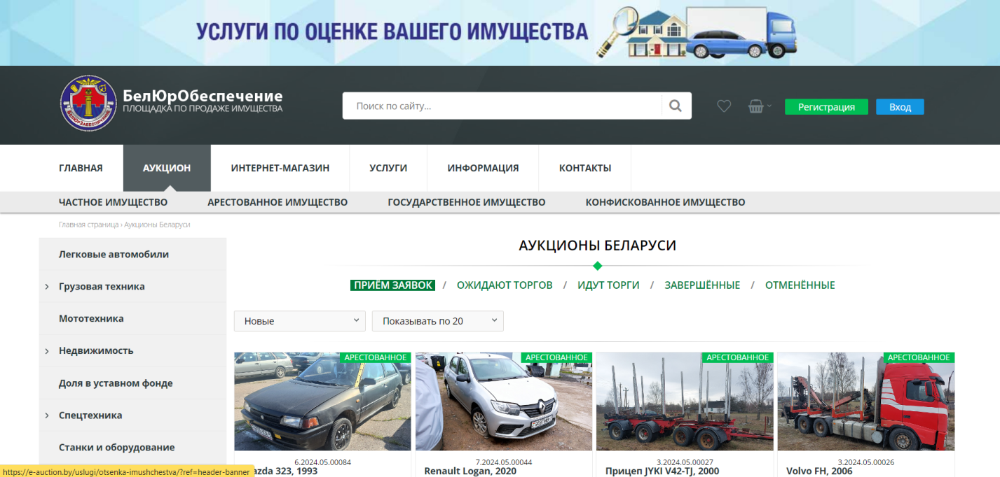 УСЛУГИ ПО ОЦЕНКЕ ВАШЕГО ИМУЩЕСТВА
БелЮрОбеспечение
ПЛОЩАДКА ПО ПРОДАЖЕ ИМУЩЕСТВА
БЕЛЮРЗАБЕСПЯЧЭННЕ
Поиск по сайту...
Регистрация
Вход
ГЛАВНАЯ
АУКЦИОН
ИНТЕРНЕТ-МАГАЗИН
УСЛУГИ
ИНФОРМАЦИЯ
КОНТАКТЫ
ЧАСТНОЕ ИМУЩЕСТВО
АРЕСТОВАННОЕ ИМУЩЕСТВО
ГОСУДАРСТВЕННОЕ ИМУЩЕСТВО
КОНФИСКОВАННОЕ ИМУЩЕСТВО
Главная страница › Аукционы Беларуси
Легковые автомобили
Грузовая техника
Мототехника
Недвижимость
Доля в уставном фонде
Спецтехника
Станки и оборудование
АУКЦИОНЫ БЕЛАРУСИ
ПРИЁМ ЗАЯВОК / ОЖИДАЮТ ТОРГОВ / ИДУТ ТОРГИ / ЗАВЕРШЁННЫЕ / ОТМЕНЁННЫЕ
Новые
Показывать по 20
АРЕСТОВАННОЕ
АРЕСТОВАННОЕ
АРЕСТОВАННОЕ
АРЕСТОВАННОЕ
6.2024.05.00084
azda 323, 1993
7.2024.05.00044
Renault Logan, 2020
3.2024.05.00027
Прицеп JYKI V42-TJ, 2000
3.2024.05.00026
Volvo FH, 2006
https://e-auction.by/uslugi/otsenka-imushchestva/?ref=header-banner